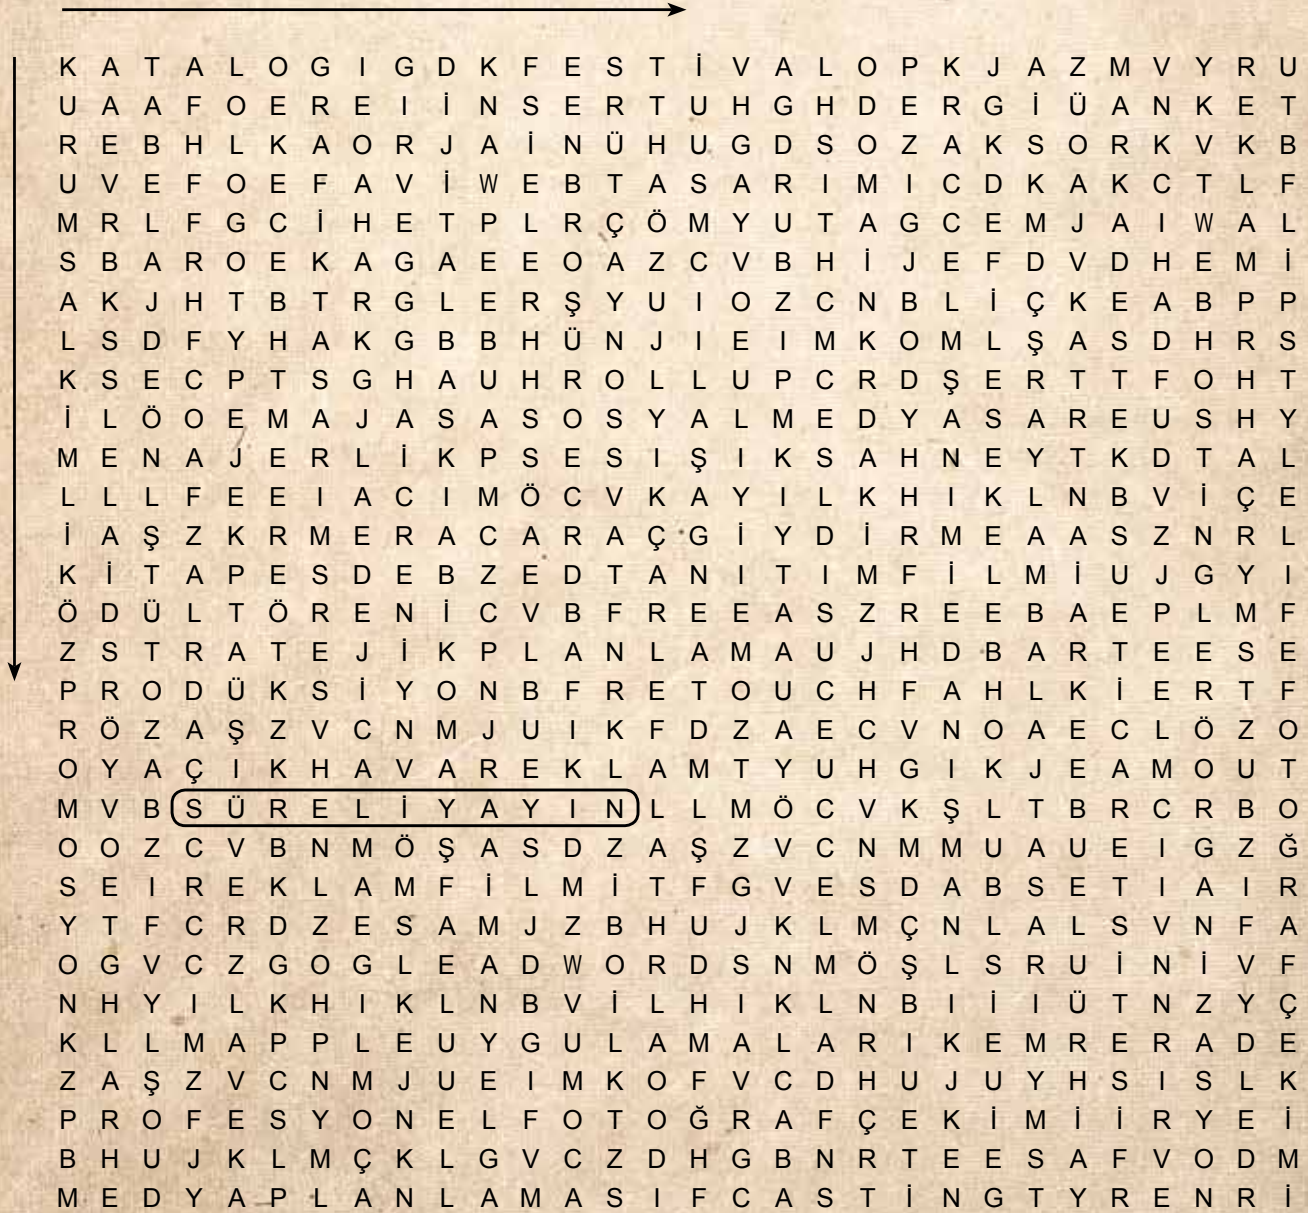 K A T A L O G I G D K F E S T İ V A L O P K J A Z M V Y R U
U A A F O E R E I İ N S E R T U H G H D E R G İ Ü A N K E T
R E B H L K A O R J A İ N Ü H U G D S O Z A K S O R K V K B
U V E F O E F A V İ W E B T A S A R I M I C D K A K C T L F
M R L F G C İ H E T P L R Ç Ö M Y U T A G C E M J A I W A L
S B A R O E K A G A E E O A Z C V B H İ J E F D V D H E M İ
A K J H T B T R G L E R Ş Y U I O Z C N B L İ Ç K E A B P P
L S D F Y H A K G B B H Ü N J I E I M K O M L Ş A S D H R S
K S E C P T S G H A U H R O L L U P C R D Ş E R T T F O H T
İ L Ö O E M A J A S A S O S Y A L M E D Y A S A R E U S H Y
M E N A J E R L İ K P S E S I Ş I K S A H N E Y T K D T A L
L L L F E E I A C I M Ö C V K A Y I L K H I K L N B V İ Ç E
İ A Ş Z K R M E R A C A R A Ç G İ Y D İ R M E A A S Z N R L
K İ T A P E S D E B Z E D T A N I T I M F İ L M İ U J G Y I
Ö D Ü L T Ö R E N İ C V B F R E E A S Z R E E B A E P L M F
Z S T R A T E J İ K P L A N L A M A U J H D B A R T E E S E
P R O D Ü K S İ Y O N B F R E T O U C H F A H L K İ E R T F
R Ö Z A Ş Z V C N M J U I K F D Z A E C V N O A E C L Ö Z O
O Y A Ç I K H A V A R E K L A M T Y U H G I K J E A M O U T
M V B S Ü R E L İ Y A Y I N L L M Ö C V K Ş L T B R C R B O
O O Z C V B N M Ö Ş A S D Z A Ş Z V C N M M U A U E I G Z Ğ
S E I R E K L A M F İ L M İ T F G V E S D A B S E T I A I R
Y T F C R D Z E S A M J Z B H U J K L M Ç N L A L S V N F A
O G V C Z G O G L E A D W O R D S N M Ö Ş L S R U İ N İ V F
N H Y I L K H I K L N B V İ L H I K L N B I İ I Ü T N Z Y Ç
K L L M A P P L E U Y G U L A M A L A R I K E M R E R A D E
Z A Ş Z V C N M J U E I M K O F V C D H U J U Y H S I S L K
P R O F E S Y O N E L F O T O Ğ R A F Ç E K İ M İ İ R Y E İ
B H U J K L M Ç K L G V C Z D H G B N R T E E S A F V O D M
M E D Y A P L A N L A M A S I F C A S T İ N G T Y R E N R İ